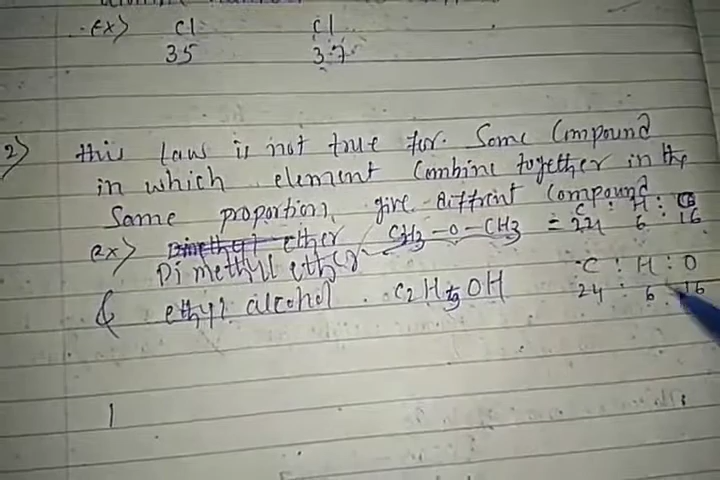 ex> Cl Cl
35 37
2) this Law is not true for some Compound
in which element Combine together in the
Same proportion, give diffrent compound
ex> ether CH3-O-CH3 = C : H : O
Dimethyl ether 24 6 16
& ethyl alcohol. C2H5OH C : H : O
24 : 6 : 16